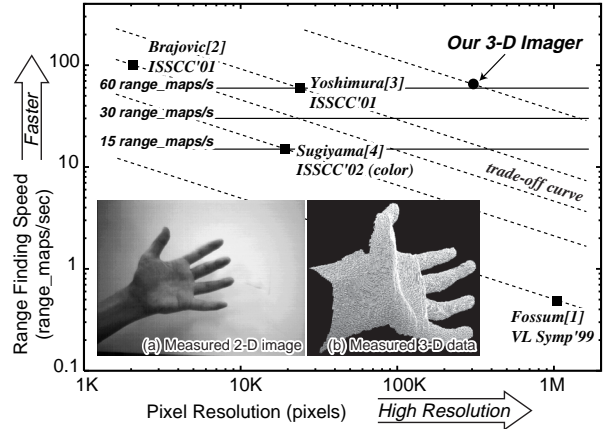 Brajovic[2]
ISSCC'01
Our 3-D Imager
100
60 range_maps/s
Yoshimura[3]
ISSCC'01
30 range_maps/s
15 range_maps/s
Sugiyama[4]
ISSCC'02 (color)
10
trade-off curve
Faster
Range Finding Speed
(range_maps/sec)
1
Fossum[1]
VL Symp'99
(a) Measured 2-D image
(b) Measured 3-D data
0.1
1K
10K
100K
1M
Pixel Resolution (pixels)
High Resolution